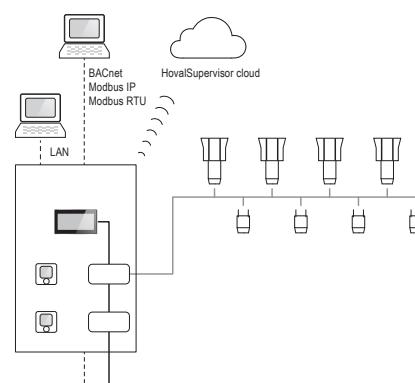 BACnet
Modbus IP
Modbus RTU
HovalSupervisor cloud
LAN